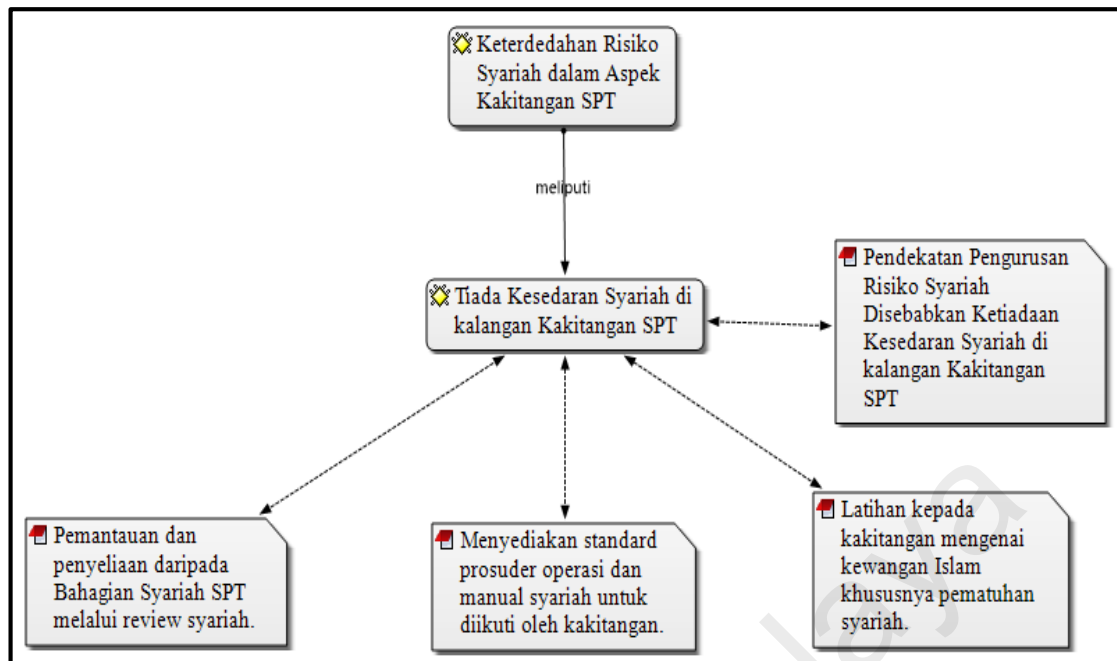 Keterdedahan Risiko
Syariah dalam Aspek
Kakitangan SPT
meliputi
Tiada Kesedaran Syariah di
kalangan Kakitangan SPT
Pendekatan Pengurusan
Risiko Syariah
Disebabkan Ketiadaan
Kesedaran Syariah di
kalangan Kakitangan
SPT
Pemantauan dan
penyeliaan daripada
Bahagian Syariah SPT
melalui review syariah.
Menyediakan standard
prosuder operasi dan
manual syariah untuk
diikuti oleh kakitangan.
Latihan kepada
kakitangan mengenai
kewangan Islam
khususnya pematuhan
syariah.
laya